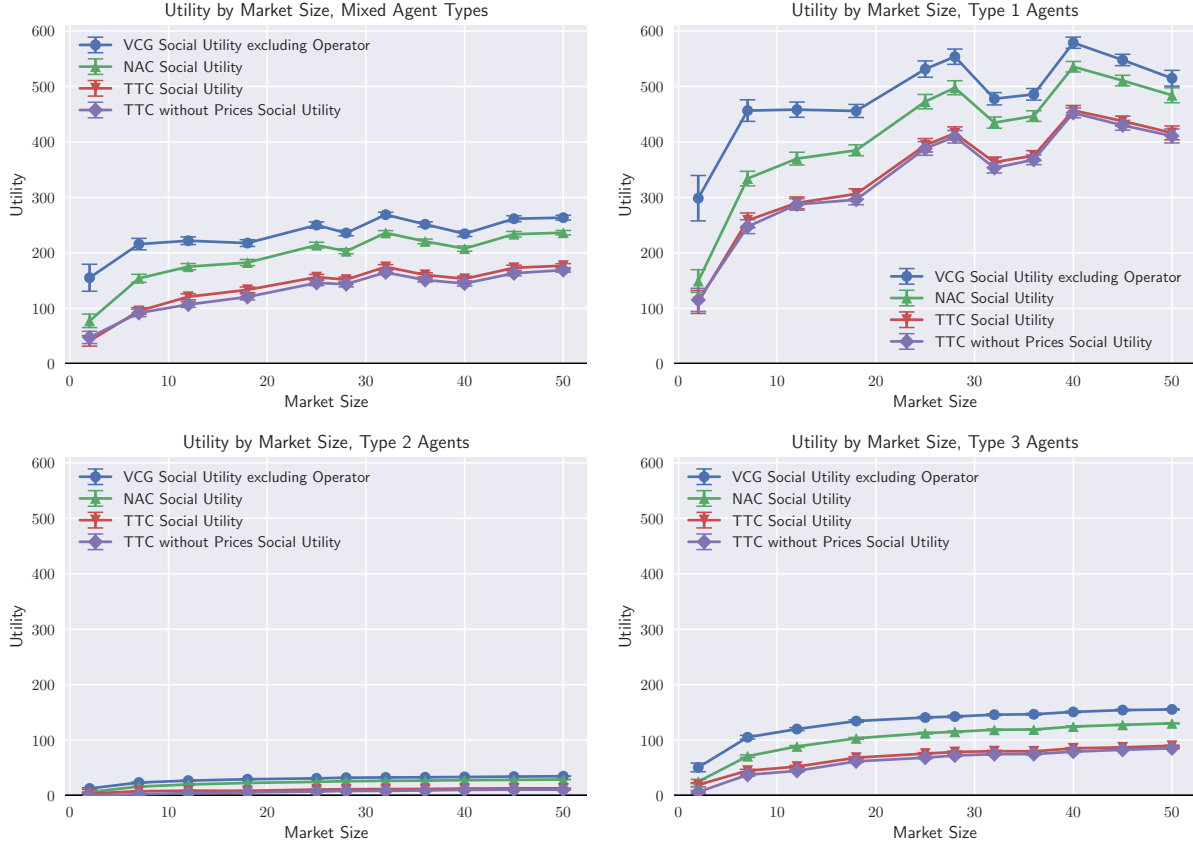 Utility by Market Size, Mixed Agent Types
600
500
400
300
200
100
0
Utility
VCG Social Utility excluding Operator
NAC Social Utility
TTC Social Utility
TTC without Prices Social Utility
0 10 20 30 40 50
Market Size
Utility by Market Size, Type 1 Agents
600
500
400
300
200
100
0
Utility
VCG Social Utility excluding Operator
NAC Social Utility
TTC Social Utility
TTC without Prices Social Utility
0 10 20 30 40 50
Market Size
Utility by Market Size, Type 2 Agents
600
500
400
300
200
100
0
Utility
VCG Social Utility excluding Operator
NAC Social Utility
TTC Social Utility
TTC without Prices Social Utility
0 10 20 30 40 50
Market Size
Utility by Market Size, Type 3 Agents
600
500
400
300
200
100
0
Utility
VCG Social Utility excluding Operator
NAC Social Utility
TTC Social Utility
TTC without Prices Social Utility
0 10 20 30 40 50
Market Size